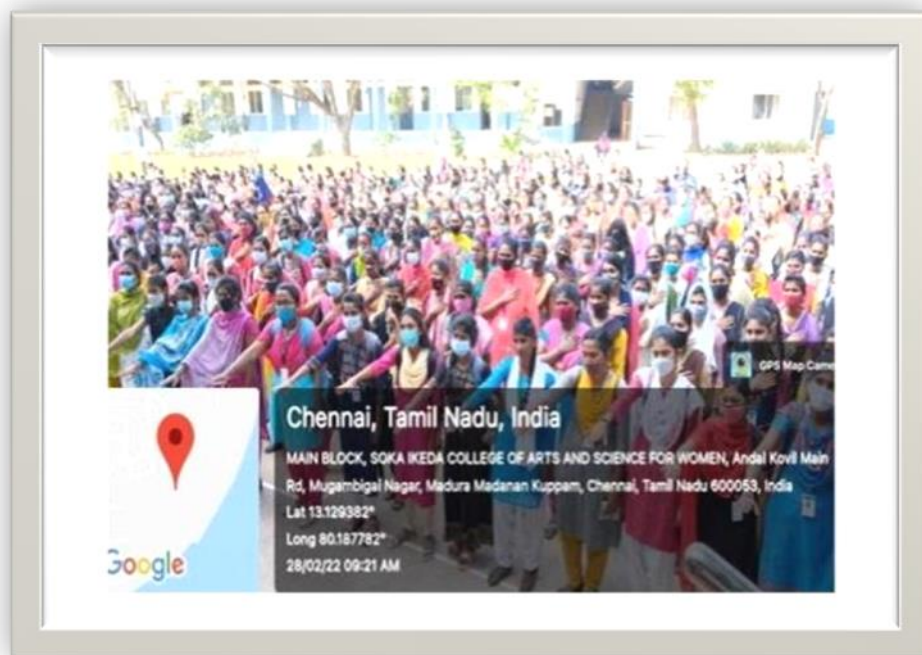 GPS Map Came
Chennai, Tamil Nadu, India
MAIN BLOCK, SOKA IKEDA COLLEGE OF ARTS AND SCIENCE FOR WOMEN, Andal Kovil Main
Rd, Mugambigai Nagar, Madura Madanan Kuppam, Chennai, Tamil Nadu 600053, India
Lat 13.129382°
Long 80.187782°
28/02/22 09:21 AM
Google